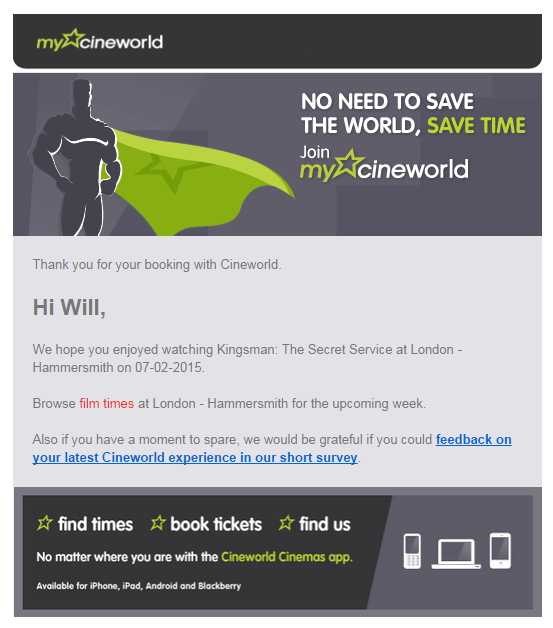 my cineworld
NO NEED TO SAVE
THE WORLD, SAVE TIME
Join
my cineworld
Thank you for your booking with Cineworld.
Hi Will,
We hope you enjoyed watching Kingsman: The Secret Service at London -
Hammersmith on 07-02-2015.
Browse film times at London - Hammersmith for the upcoming week.
Also if you have a moment to spare, we would be grateful if you could feedback on
your latest Cineworld experience in our short survey.
find times book tickets find us
No matter where you are with the Cineworld Cinemas app.
Available for iPhone, iPad, Android and Blackberry